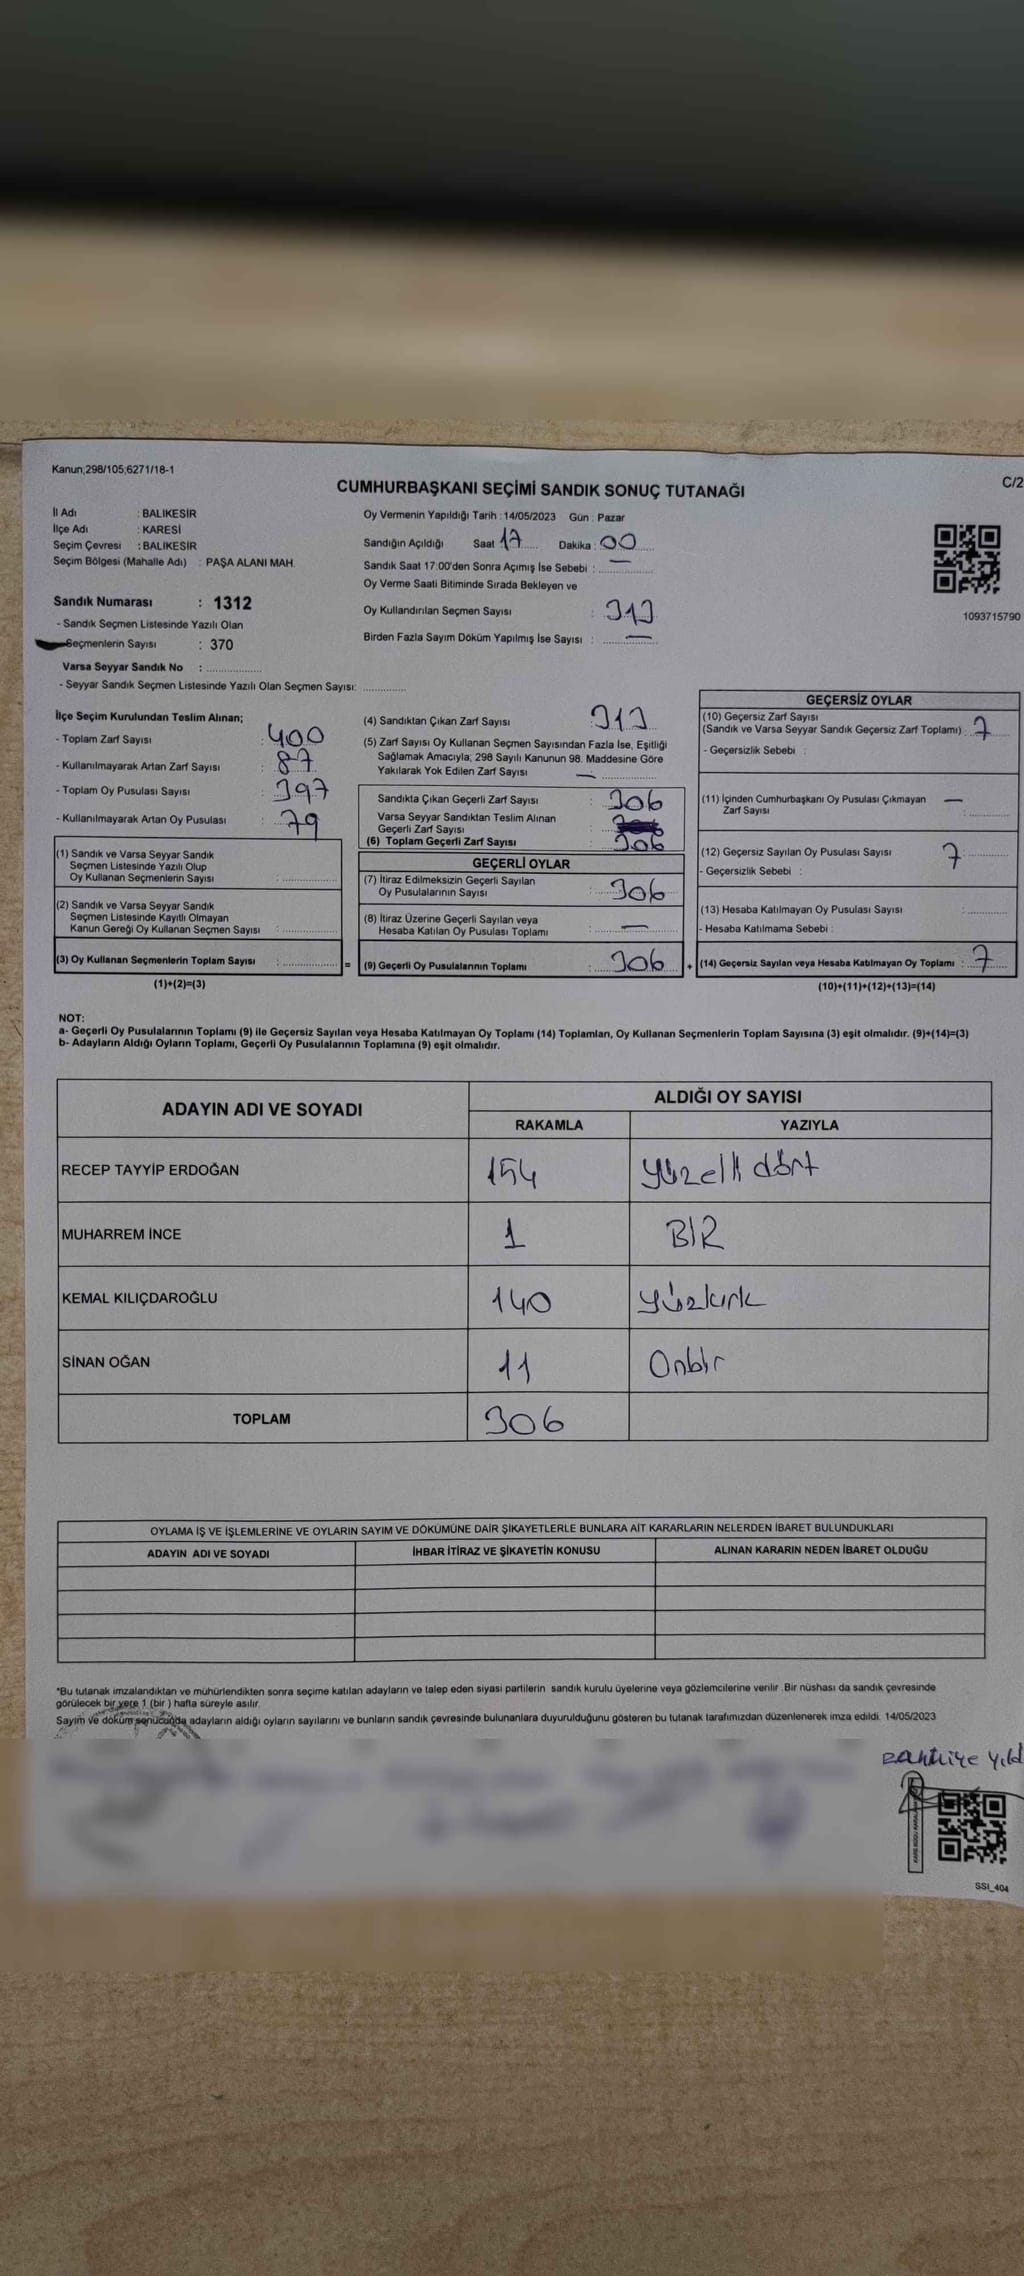 Kanun;298/105,6271/18-1
C/2
CUMHURBAŞKANI SEÇİMİ SANDIK SONUÇ TUTANAĞI
İl Adı : BALIKESİR
İlçe Adı : KARESİ
Seçim Çevresi : BALIKESİR
Seçim Bölgesi (Mahalle Adı) : PAŞA ALANI MAH.
Sandık Numarası : 1312
- Sandık Seçmen Listesinde Yazılı Olan
Seçmenlerin Sayısı : 370
Varsa Seyyar Sandık No : ....................
- Seyyar Sandık Seçmen Listesinde Yazılı Olan Seçmen Sayısı: ..............
Oy Vermenin Yapıldığı Tarih : 14/05/2023 Gün : Pazar
Sandığın Açıldığı Saat 17 Dakika : 00
Sandık Saat 17:00'den Sonra Açımış İse Sebebi : —
Oy Verme Saati Bitiminde Sırada Bekleyen ve
Oy Kullandırılan Seçmen Sayısı : 313
Birden Fazla Sayım Döküm Yapılmış İse Sayısı : —
1093715790
İlçe Seçim Kurulundan Teslim Alınan;
- Toplam Zarf Sayısı : 400
- Kullanılmayarak Artan Zarf Sayısı : 87
- Toplam Oy Pusulası Sayısı : 397
- Kullanılmayarak Artan Oy Pusulası : 79
(1) Sandık ve Varsa Seyyar Sandık
Seçmen Listesinde Yazılı Olup
Oy Kullanan Seçmenlerin Sayısı : ..................
(2) Sandık ve Varsa Seyyar Sandık
Seçmen Listesinde Kayıtlı Olmayan
Kanun Gereği Oy Kullanan Seçmen Sayısı : ..................
(3) Oy Kullanan Seçmenlerin Toplam Sayısı : .................. =
(1)+(2)=(3)
(4) Sandıktan Çıkan Zarf Sayısı : 313
(5) Zarf Sayısı Oy Kullanan Seçmen Sayısından Fazla İse, Eşitliği
Sağlamak Amacıyla; 298 Sayılı Kanunun 98. Maddesine Göre
Yakılarak Yok Edilen Zarf Sayısı —
Sandıkta Çıkan Geçerli Zarf Sayısı : 306
Varsa Seyyar Sandıktan Teslim Alınan
Geçerli Zarf Sayısı :
(6) Toplam Geçerli Zarf Sayısı : 306
GEÇERLİ OYLAR
(7) İtiraz Edilmeksizin Geçerli Sayılan
Oy Pusulalarının Sayısı : 306
(8) İtiraz Üzerine Geçerli Sayılan veya
Hesaba Katılan Oy Pusulası Toplamı : —
(9) Geçerli Oy Pusulalarının Toplamı : 306 +
GEÇERSİZ OYLAR
(10) Geçersiz Zarf Sayısı
(Sandık ve Varsa Seyyar Sandık Geçersiz Zarf Toplamı) : 7
- Geçersizlik Sebebi :
(11) İçinden Cumhurbaşkanı Oy Pusulası Çıkmayan
Zarf Sayısı : —
(12) Geçersiz Sayılan Oy Pusulası Sayısı : 7
- Geçersizlik Sebebi :
(13) Hesaba Katılmayan Oy Pusulası Sayısı : ............
- Hesaba Katılmama Sebebi :
(14) Geçersiz Sayılan veya Hesaba Katılmayan Oy Toplamı : 7
(10)+(11)+(12)+(13)=(14)
NOT:
a- Geçerli Oy Pusulalarının Toplamı (9) ile Geçersiz Sayılan veya Hesaba Katılmayan Oy Toplamı (14) Toplamları, Oy Kullanan Seçmenlerin Toplam Sayısına (3) eşit olmalıdır. (9)+(14)=(3)
b- Adayların Aldığı Oyların Toplamı, Geçerli Oy Pusulalarının Toplamına (9) eşit olmalıdır.
ADAYIN ADI VE SOYADI ALDIĞI OY SAYISI
RAKAMLA YAZIYLA
RECEP TAYYİP ERDOĞAN 154 yüzelli dört
MUHARREM İNCE 1 BİR
KEMAL KILIÇDAROĞLU 140 yüzkırk
SİNAN OĞAN 11 Onbir
TOPLAM 306
OYLAMA İŞ VE İŞLEMLERİNE VE OYLARIN SAYIM VE DÖKÜMÜNE DAİR ŞİKAYETLERLE BUNLARA AİT KARARLARIN NELERDEN İBARET BULUNDUKLARI
ADAYIN ADI VE SOYADI İHBAR İTİRAZ VE ŞİKAYETİN KONUSU ALINAN KARARIN NEDEN İBARET OLDUĞU
*Bu tutanak imzalandıktan ve mühürlendikten sonra seçime katılan adayların ve talep eden siyasi partilerin sandık kurulu üyelerine veya gözlemcilerine verilir. Bir nüshası da sandık çevresinde
görülecek bir yere 1 (bir ) hafta süreyle asılır.
Sayım ve döküm sonucunda adayların aldığı oyların sayılarını ve bunların sandık çevresinde bulunanlara duyurulduğunu gösteren bu tutanak tarafımızdan düzenlenerek imza edildi. 14/05/2023
SSI_404